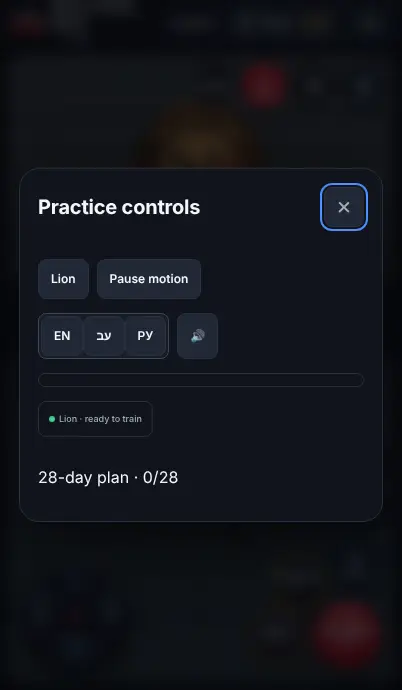 Practice controls
Lion
Pause motion
EN
עב
РУ
Lion · ready to train
28-day plan · 0/28